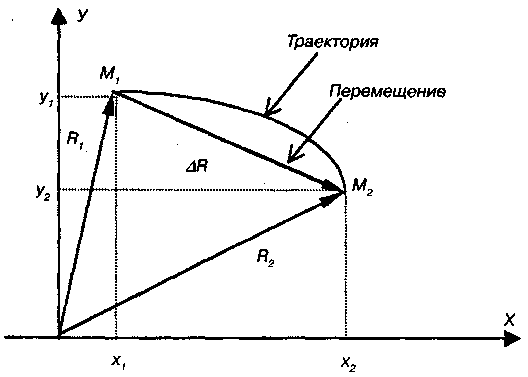 У
Траектория
M₁
Перемещение
y₁
R₁
ΔR
y₂
M₂
R₂
X
x₁
x₂